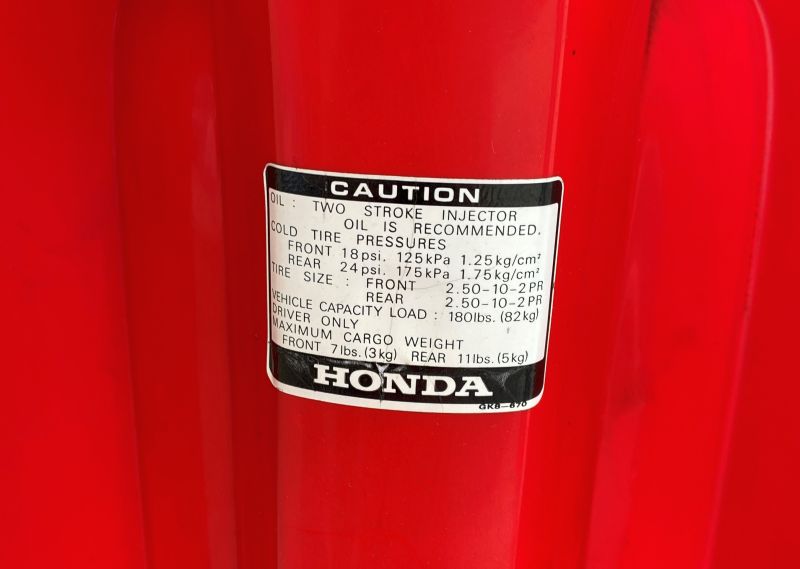 CAUTION
OIL : TWO STROKE INJECTOR
OIL IS RECOMMENDED.
COLD TIRE PRESSURES
FRONT 18psi. 125kPa 1.25kg/cm²
REAR 24psi. 175kPa 1.75kg/cm²
TIRE SIZE : FRONT 2.50-10-2PR
REAR 2.50-10-2PR
VEHICLE CAPACITY LOAD : 180lbs. (82kg)
DRIVER ONLY
MAXIMUM CARGO WEIGHT
FRONT 7lbs. (3kg) REAR 11lbs. (5kg)
HONDA
GK8-670